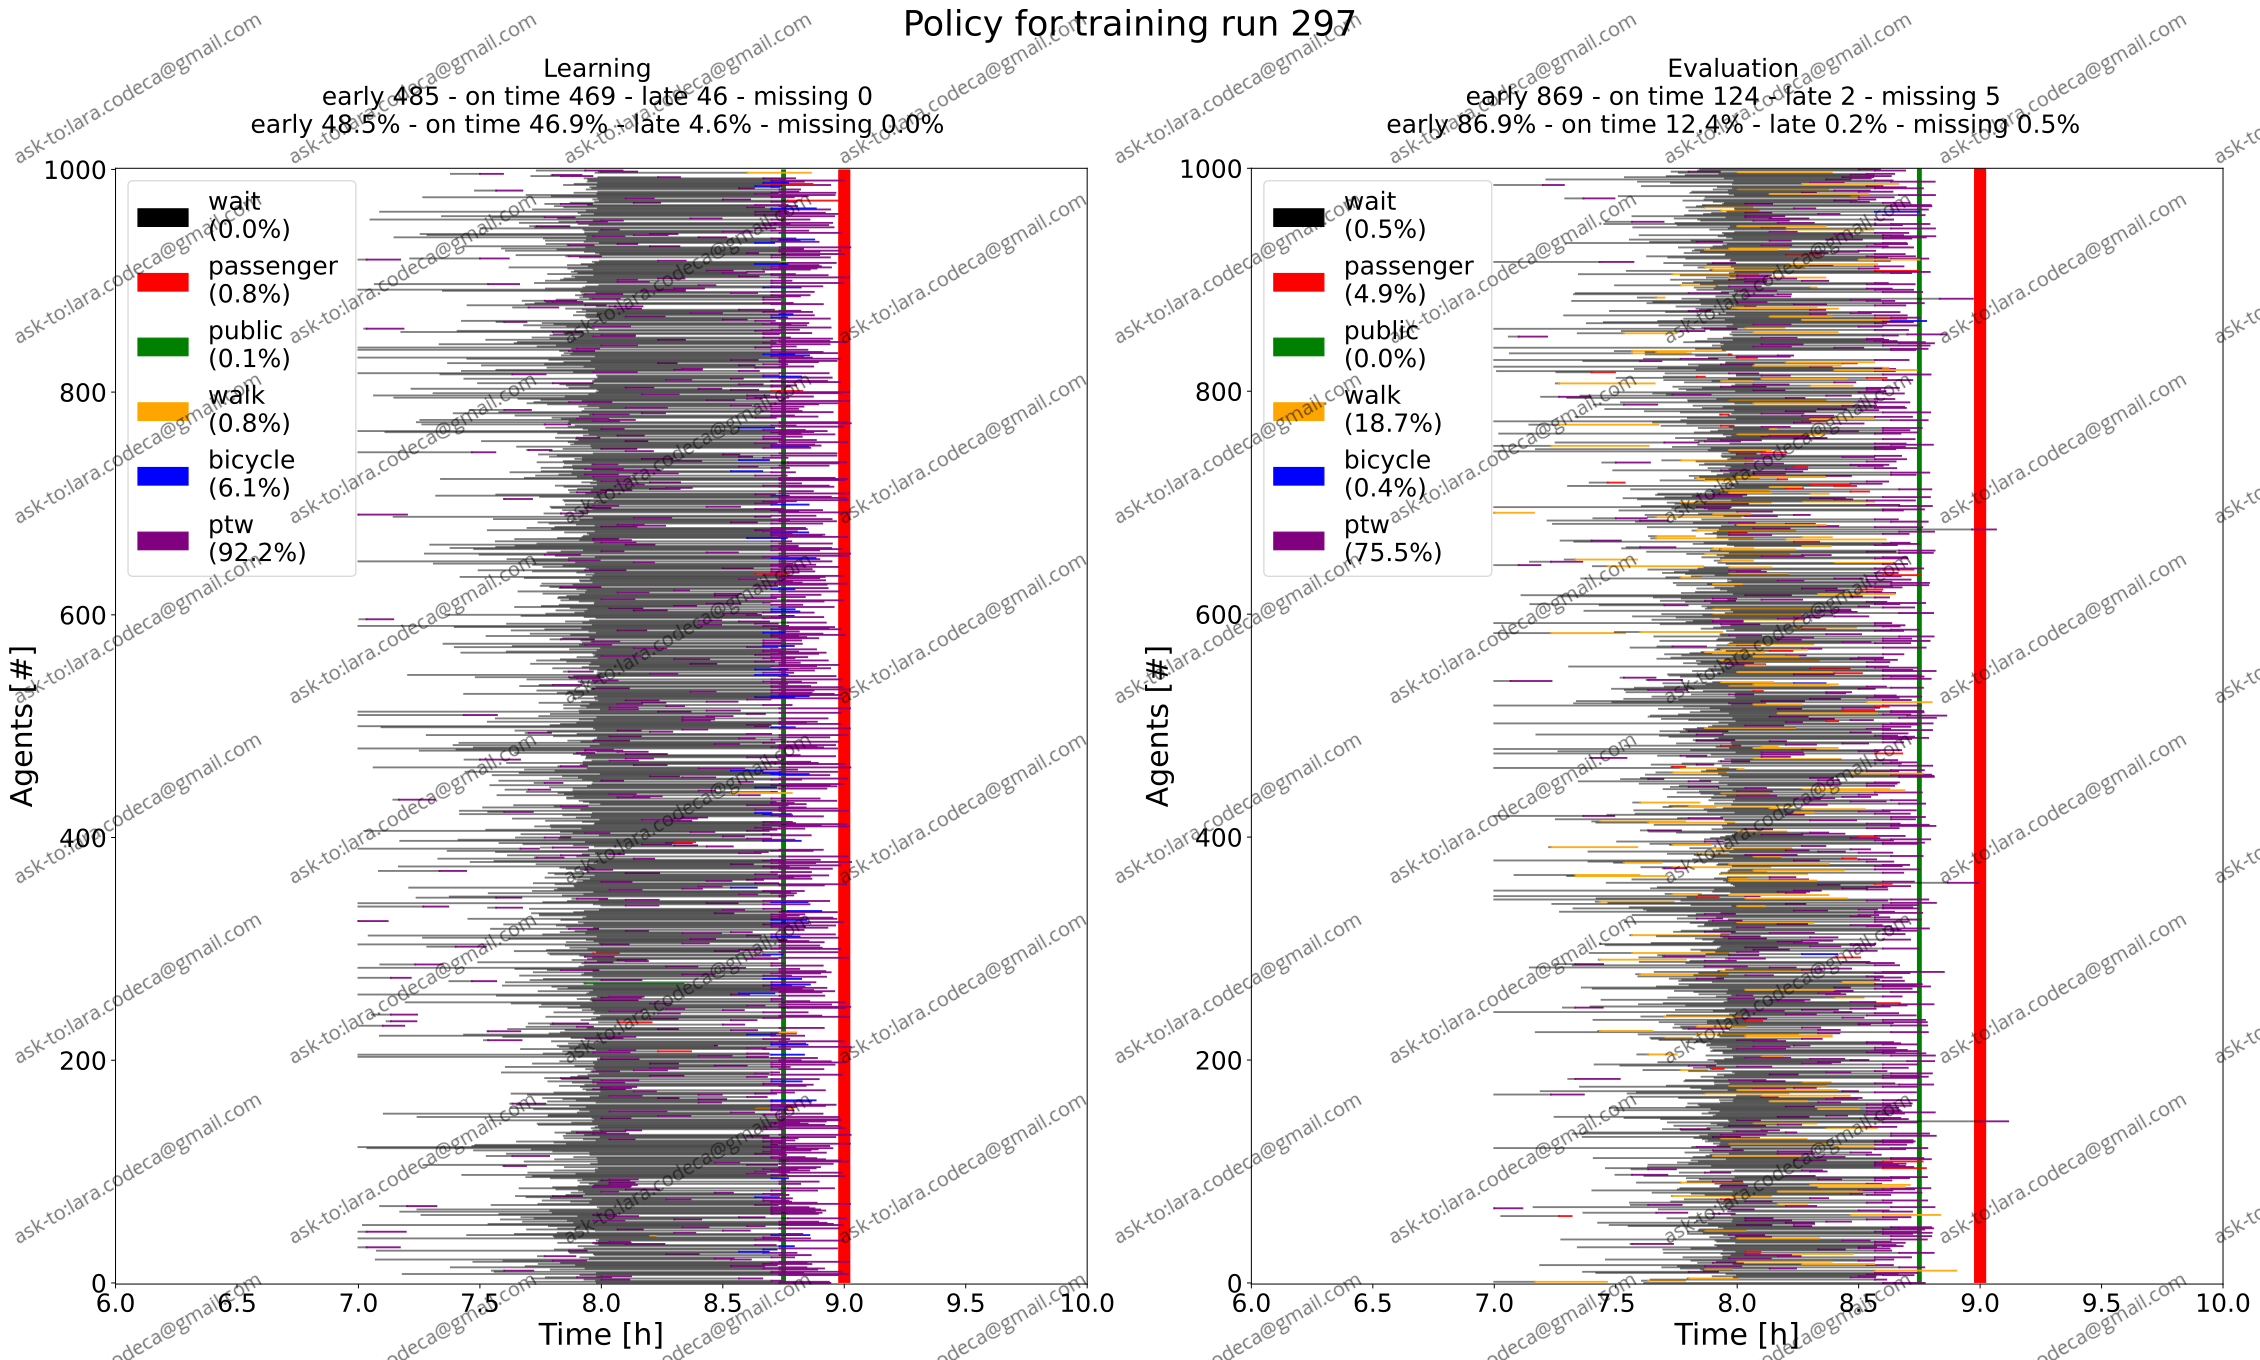 Policy for training run 297
Learning
early 485 - on time 469 - late 46 - missing 0
early 48.5% - on time 46.9% - late 4.6% - missing 0.0%
Evaluation
early 869 - on time 124 - late 2 - missing 5
early 86.9% - on time 12.4% - late 0.2% - missing 0.5%
wait
(0.0%)
passenger
(0.8%)
public
(0.1%)
walk
(0.8%)
bicycle
(6.1%)
ptw
(92.2%)
1000
800
600
400
200
0
Agents [#]
6.0 6.5 7.0 7.5 8.0 8.5 9.0 9.5 10.0
Time [h]
wait
(0.5%)
passenger
(4.9%)
public
(0.0%)
walk
(18.7%)
bicycle
(0.4%)
ptw
(75.5%)
1000
800
600
400
200
0
Agents [#]
6.0 6.5 7.0 7.5 8.0 8.5 9.0 9.5 10.0
Time [h]
ask-to:lara.codeca@gmail.com